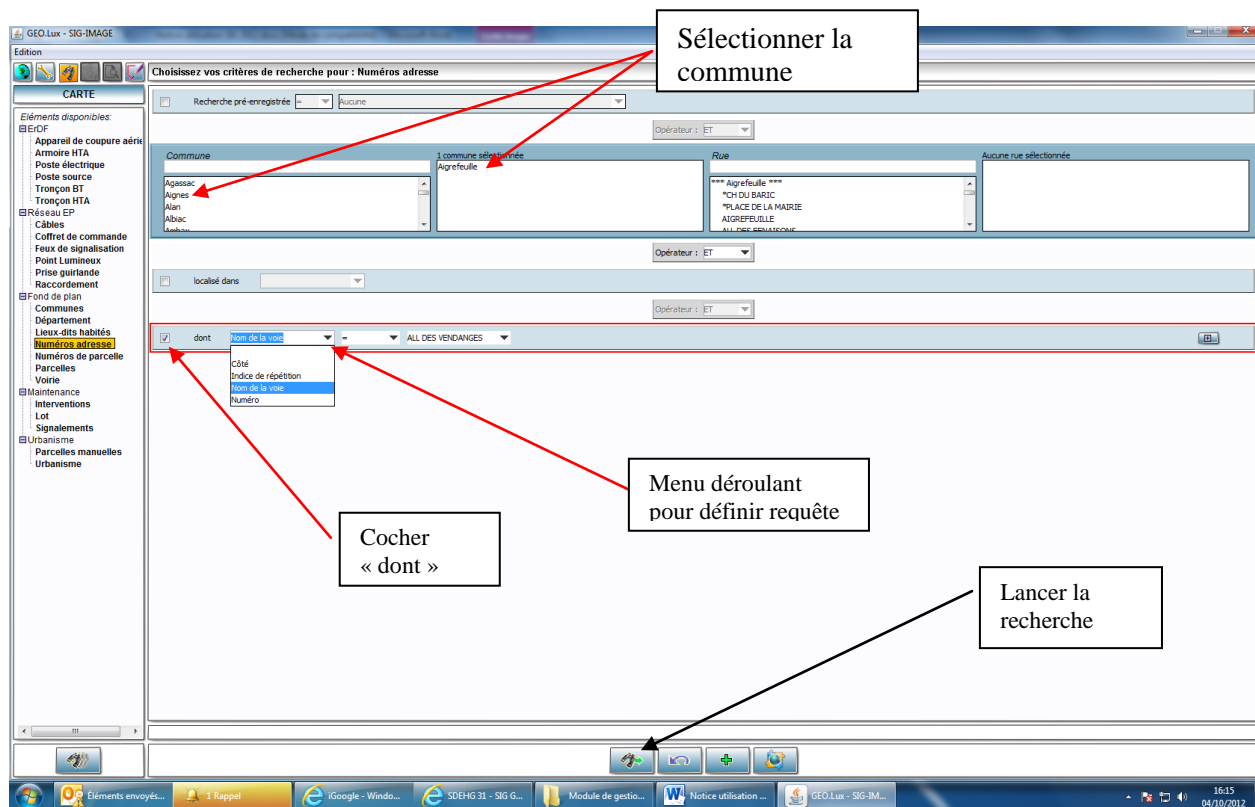 Sélectionner la
commune
GEO.Lux - SIG-IMAGE
Edition
Choisissez vos critères de recherche pour : Numéros adresse
CARTE
Eléments disponibles:
ErDF
Appareil de coupure aérie
Armoire HTA
Poste électrique
Poste source
Tronçon BT
Tronçon HTA
Réseau EP
Câbles
Coffret de commande
Feux de signalisation
Point Lumineux
Prise guirlande
Raccordement
Fond de plan
Communes
Département
Lieux-dits habités
Numéros adresse
Numéros de parcelle
Parcelles
Voirie
Maintenance
Interventions
Lot
Signalements
Urbanisme
Parcelles manuelles
Urbanisme
Recherche pré-enregistrée = Aucune
Opérateur : ET
Commune
1 commune sélectionnée
Rue
Aucune rue sélectionnée
Agassac
Aignes
Alan
Albiac
Ambax
Aigrefeuille
*** Aigrefeuille ***
*CH DU BARIC
*PLACE DE LA MAIRIE
AIGREFEUILLE
ALL DES FENAISONS
Opérateur : ET
localisé dans
Opérateur : ET
dont Nom de la voie = ALL DES VENDANGES
Côté
Indice de répétition
Nom de la voie
Numéro
Menu déroulant
pour définir requête
Cocher
« dont »
Lancer la
recherche
Éléments envoyés...
1 Rappel
iGoogle - Windo...
SDEHG 31 - SIG G...
Module de gestio...
Notice utilisation ...
GEO.Lux - SIG-IM...
16:15
04/10/2012